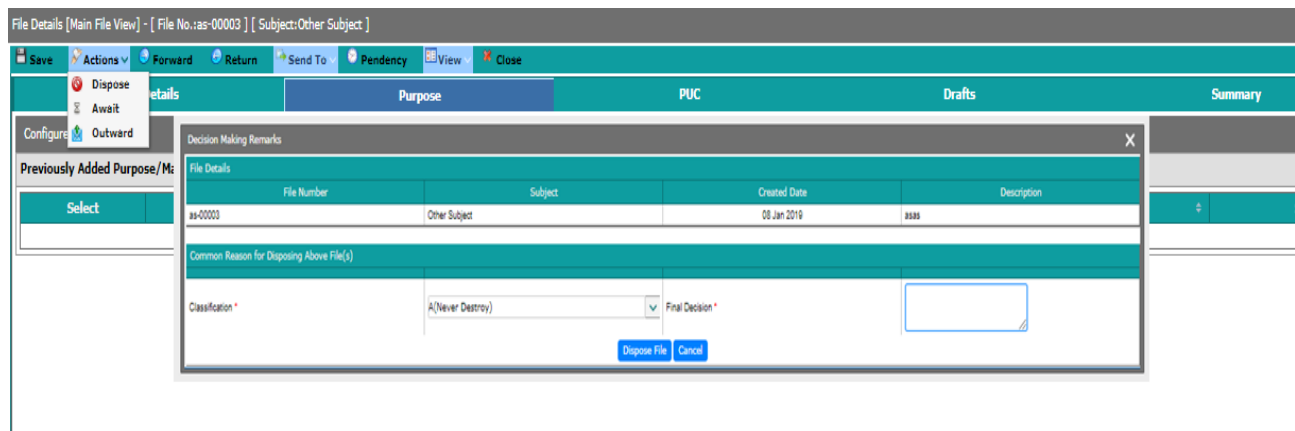 File Details [Main File View] - [ File No.:as-00003 ] [ Subject:Other Subject ]
Save Actions Forward Return Send To Pendency View Close
Dispose
Await
Outward
etails Purpose PUC Drafts Summary
Configure
Decision Making Remarks X
Previously Added Purpose/Ma
File Details
File Number Subject Created Date Description
Select
as-00003 Other Subject 08 Jan 2019 asas
Common Reason for Disposing Above File(s)
Classification * A(Never Destroy) Final Decision *
Dispose File Cancel